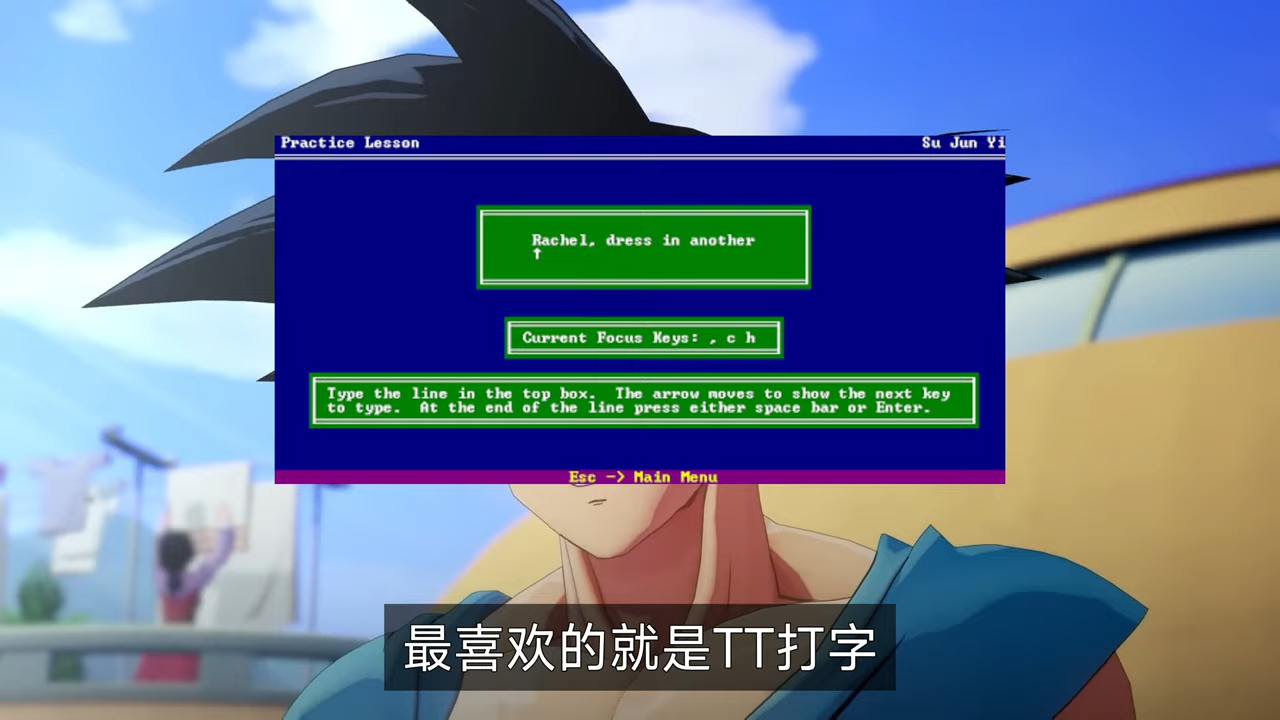 Practice Lesson
Su Jun Yi
Rachel, dress in another
↑
Current Focus Keys: , c h
Type the line in the top box.  The arrow moves to show the next key
to type.  At the end of the line press either space bar or Enter.
Esc -> Main Menu
最喜欢的就是TT打字